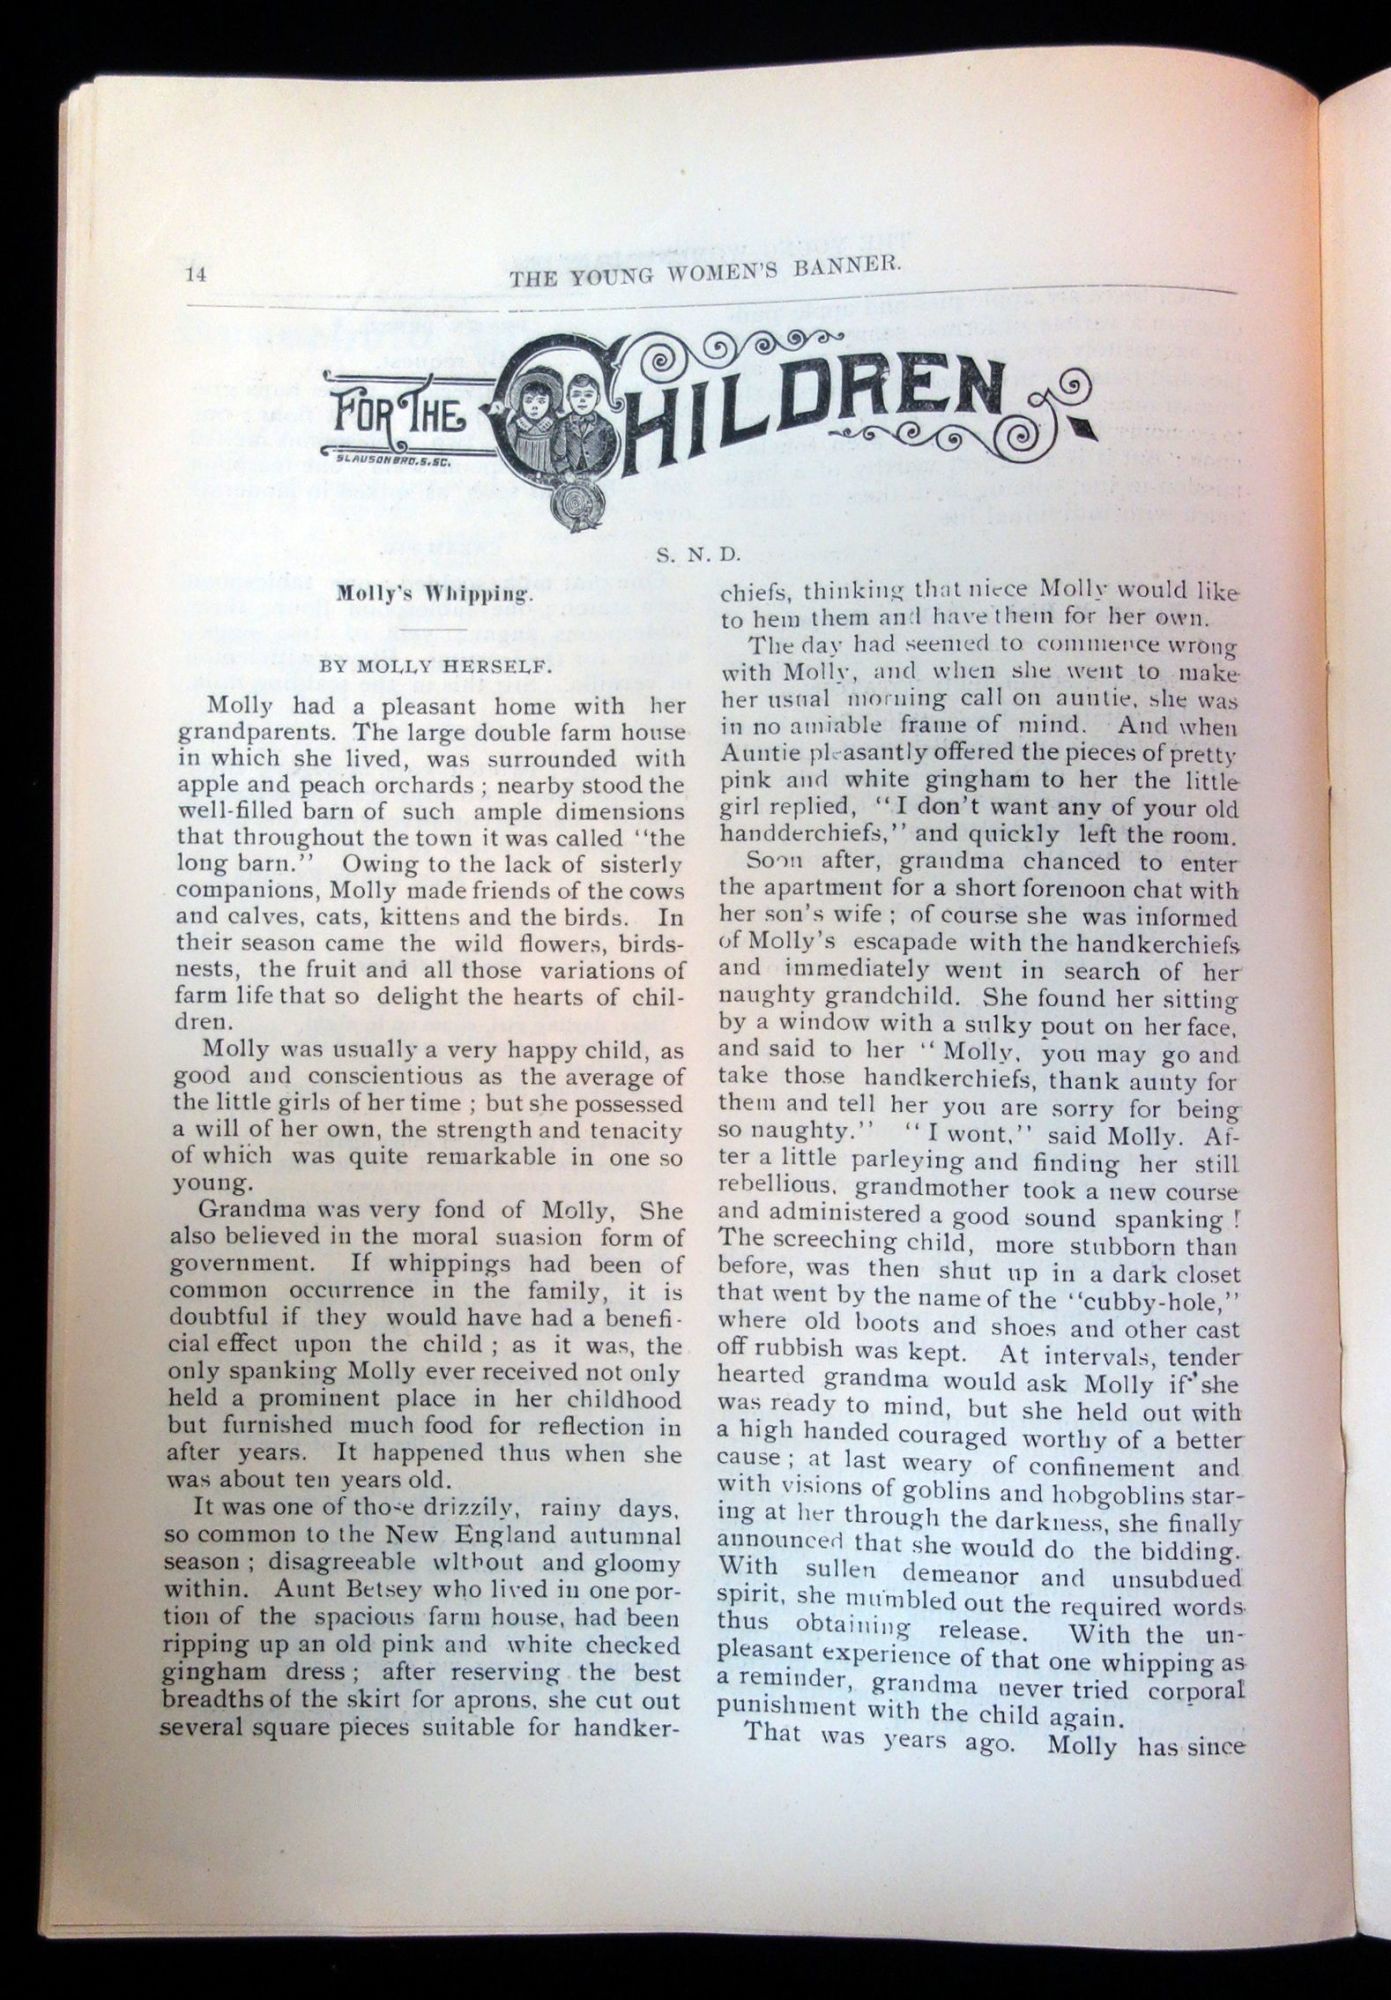 14
THE YOUNG WOMEN'S BANNER.
FOR THE CHILDREN
SLAUSON BRO.S.SC.
S. N. D.
Molly's Whipping.
BY MOLLY HERSELF.
Molly had a pleasant home with her
grandparents. The large double farm house
in which she lived, was surrounded with
apple and peach orchards ; nearby stood the
well-filled barn of such ample dimensions
that throughout the town it was called "the
long barn." Owing to the lack of sisterly
companions, Molly made friends of the cows
and calves, cats, kittens and the birds. In
their season came the wild flowers, birds-
nests, the fruit and all those variations of
farm life that so delight the hearts of chil-
dren.
Molly was usually a very happy child, as
good and conscientious as the average of
the little girls of her time ; but she possessed
a will of her own, the strength and tenacity
of which was quite remarkable in one so
young.
Grandma was very fond of Molly, She
also believed in the moral suasion form of
government. If whippings had been of
common occurrence in the family, it is
doubtful if they would have had a benefi-
cial effect upon the child ; as it was, the
only spanking Molly ever received not only
held a prominent place in her childhood
but furnished much food for reflection in
after years. It happened thus when she
was about ten years old.
It was one of those drizzily, rainy days,
so common to the New England autumnal
season ; disagreeable wlthout and gloomy
within. Aunt Betsey who lived in one por-
tion of the spacious farm house, had been
ripping up an old pink and white checked
gingham dress ; after reserving the best
breadths of the skirt for aprons, she cut out
several square pieces suitable for handker-
chiefs, thinking that niece Molly would like
to hem them and have them for her own.
The day had seemed to commence wrong
with Molly, and when she went to make
her usual morning call on auntie, she was
in no amiable frame of mind. And when
Auntie pleasantly offered the pieces of pretty
pink and white gingham to her the little
girl replied, "I don't want any of your old
handderchiefs," and quickly left the room.
Soon after, grandma chanced to enter
the apartment for a short forenoon chat with
her son's wife ; of course she was informed
of Molly's escapade with the handkerchiefs
and immediately went in search of her
naughty grandchild. She found her sitting
by a window with a sulky pout on her face,
and said to her "Molly, you may go and
take those handkerchiefs, thank aunty for
them and tell her you are sorry for being
so naughty." "I wont," said Molly. Af-
ter a little parleying and finding her still
rebellious, grandmother took a new course
and administered a good sound spanking !
The screeching child, more stubborn than
before, was then shut up in a dark closet
that went by the name of the "cubby-hole,"
where old boots and shoes and other cast
off rubbish was kept. At intervals, tender
hearted grandma would ask Molly if she
was ready to mind, but she held out with
a high handed couraged worthy of a better
cause ; at last weary of confinement and
with visions of goblins and hobgoblins star-
ing at her through the darkness, she finally
announced that she would do the bidding.
With sullen demeanor and unsubdued
spirit, she mumbled out the required words
thus obtaining release. With the un-
pleasant experience of that one whipping as
a reminder, grandma never tried corporal
punishment with the child again.
That was years ago. Molly has since